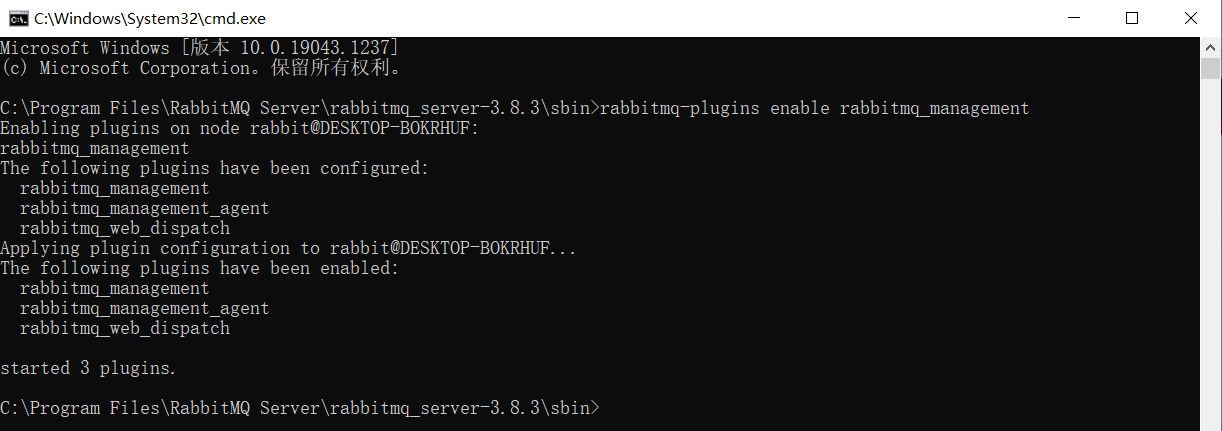 C:\Windows\System32\cmd.exe
Microsoft Windows [版本 10.0.19043.1237]
(c) Microsoft Corporation。保留所有权利。
C:\Program Files\RabbitMQ Server\rabbitmq_server-3.8.3\sbin>rabbitmq-plugins enable rabbitmq_management
Enabling plugins on node rabbit@DESKTOP-BOKRHUF:
rabbitmq_management
The following plugins have been configured:
  rabbitmq_management
  rabbitmq_management_agent
  rabbitmq_web_dispatch
Applying plugin configuration to rabbit@DESKTOP-BOKRHUF...
The following plugins have been enabled:
  rabbitmq_management
  rabbitmq_management_agent
  rabbitmq_web_dispatch
started 3 plugins.
C:\Program Files\RabbitMQ Server\rabbitmq_server-3.8.3\sbin>